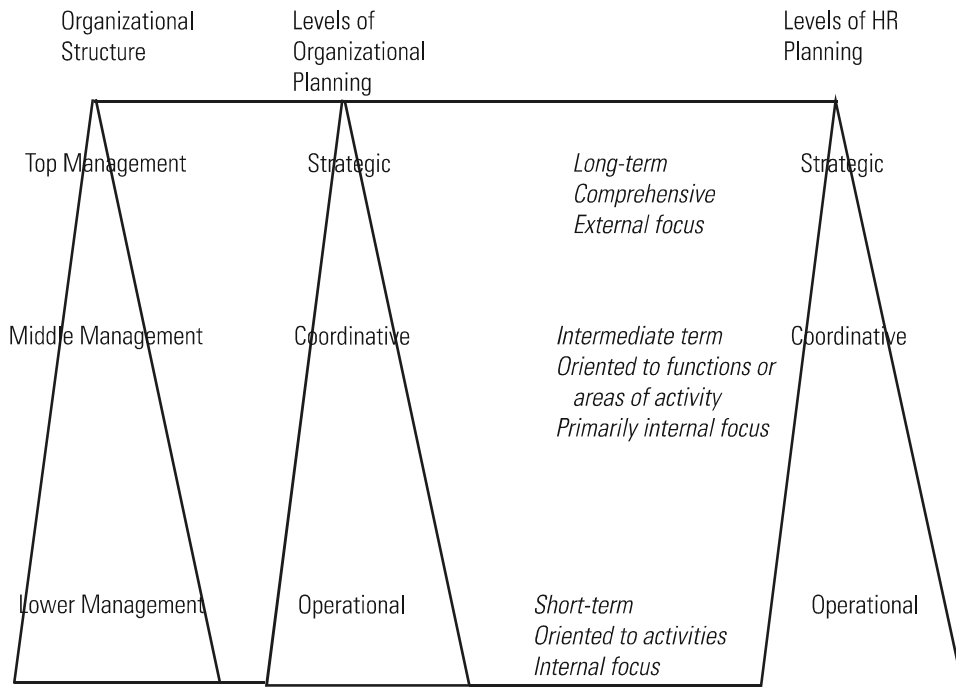 Organizational
Structure
Levels of
Organizational
Planning
Levels of HR
Planning
Top Management
Strategic
Long-term
Comprehensive
External focus
Strategic
Middle Management
Coordinative
Intermediate term
Oriented to functions or
areas of activity
Primarily internal focus
Coordinative
Lower Management
Operational
Short-term
Oriented to activities
Internal focus
Operational